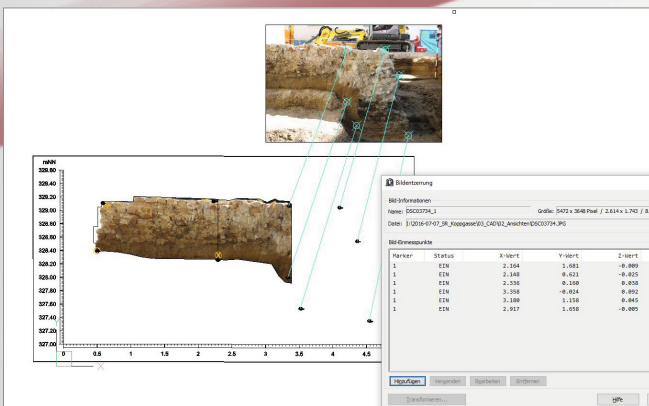 mNN
329.60
329.40
329.20
329.00
328.80
328.60
328.40
328.20
328.00
327.80
327.60
327.40
327.20
327.00
0 0.5 1 1.5 2 2.5 3 3.5 4 4.5
Bildentzerrung
Bild-Informationen
Name: DSC03734_1 Größe: 5472 x 3648 Pixel / 2.614 x 1.743 / 8.
Datei: I:\2016-07-07_SR_Koppgasse\03_CAD\02_Ansichten\DSC03734.JPG
Bild-Einmesspunkte
Marker Status X-Wert Y-Wert Z-Wert
1 EIN 2.164 1.681 -0.009
1 EIN 2.148 0.621 -0.025
1 EIN 2.336 0.160 0.038
1 EIN 3.358 -0.024 0.092
1 EIN 3.180 1.158 0.045
1 EIN 2.917 1.658 -0.005
Hinzufügen Verwenden Bearbeiten Entfernen
Transformieren... Hilfe